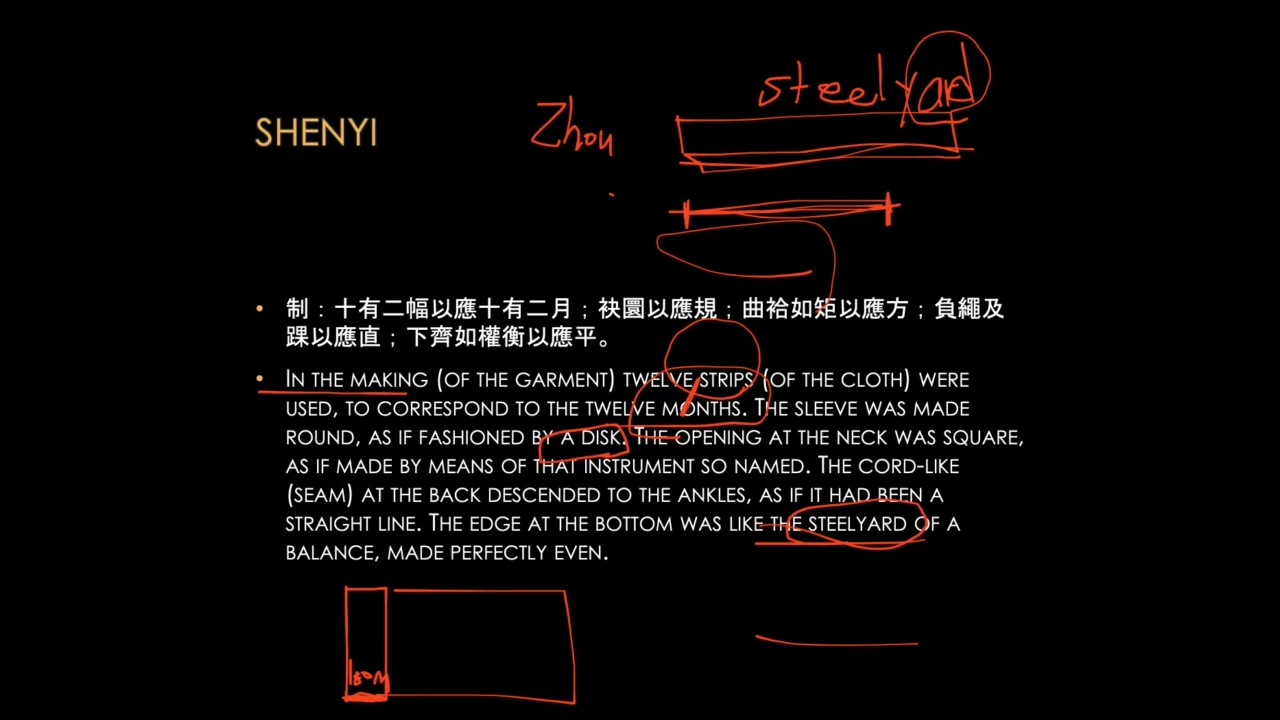 steelyard
Zhou
SHENYI
• 制：十有二幅以應十有二月；袂圜以應規；曲袷如矩以應方；負繩及
踝以應直；下齊如權衡以應平。
• IN THE MAKING (OF THE GARMENT) TWELVE STRIPS (OF THE CLOTH) WERE
USED, TO CORRESPOND TO THE TWELVE MONTHS. THE SLEEVE WAS MADE
ROUND, AS IF FASHIONED BY A DISK. THE OPENING AT THE NECK WAS SQUARE,
AS IF MADE BY MEANS OF THAT INSTRUMENT SO NAMED. THE CORD-LIKE
(SEAM) AT THE BACK DESCENDED TO THE ANKLES, AS IF IT HAD BEEN A
STRAIGHT LINE. THE EDGE AT THE BOTTOM WAS LIKE THE STEELYARD OF A
BALANCE, MADE PERFECTLY EVEN.